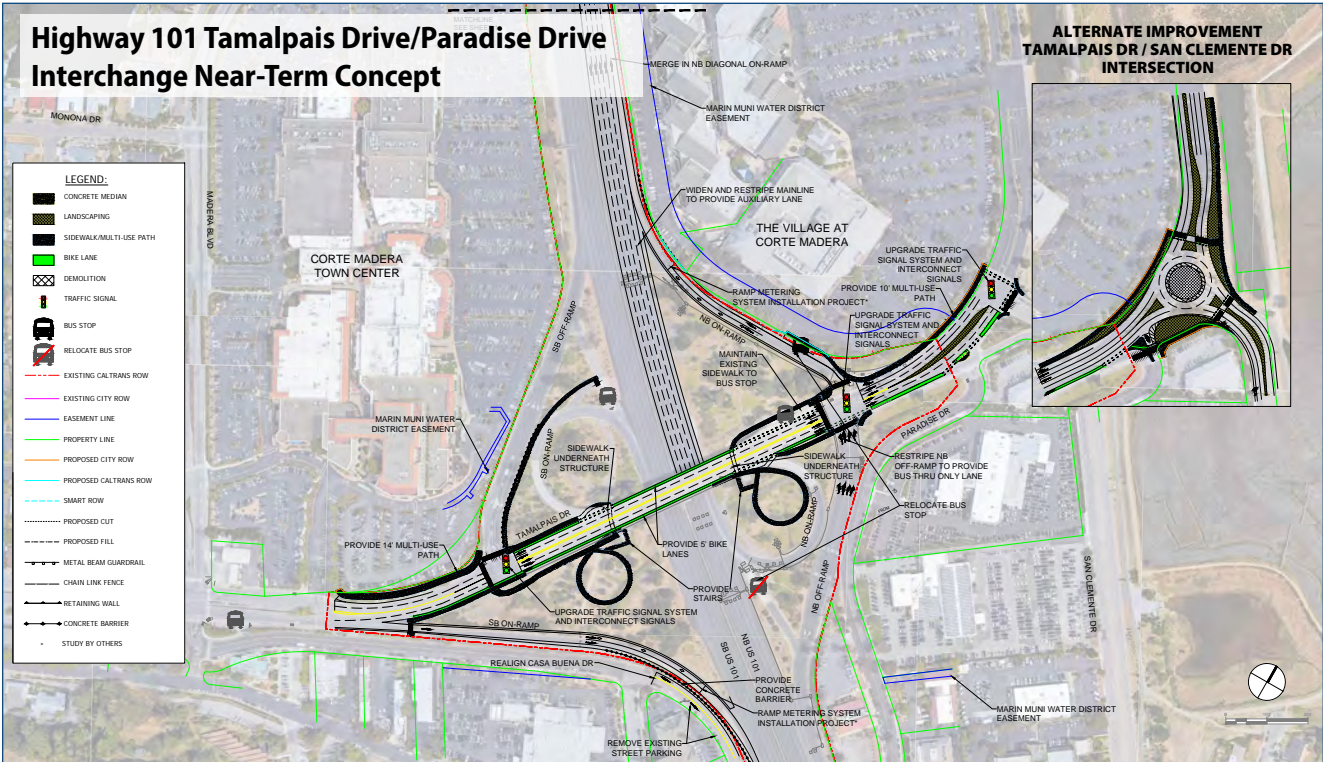 Highway 101 Tamalpais Drive/Paradise Drive
Interchange Near-Term Concept
MATCHLINE
ALTERNATE IMPROVEMENT
TAMALPAIS DR / SAN CLEMENTE DR
INTERSECTION
MERGE IN NB DIAGONAL ON-RAMP
MARIN MUNI WATER DISTRICT
EASEMENT
MONONA DR
MADERA BLVD
LEGEND:
CONCRETE MEDIAN
LANDSCAPING
SIDEWALK/MULTI-USE PATH
BIKE LANE
DEMOLITION
TRAFFIC SIGNAL
BUS STOP
RELOCATE BUS STOP
EXISTING CALTRANS ROW
EXISTING CITY ROW
EASEMENT LINE
PROPERTY LINE
PROPOSED CITY ROW
PROPOSED CALTRANS ROW
SMART ROW
PROPOSED CUT
PROPOSED FILL
METAL BEAM GUARDRAIL
CHAIN LINK FENCE
RETAINING WALL
CONCRETE BARRIER
* STUDY BY OTHERS
WIDEN AND RESTRIPE MAINLINE
TO PROVIDE AUXILIARY LANE
THE VILLAGE AT
CORTE MADERA
CORTE MADERA
TOWN CENTER
UPGRADE TRAFFIC
SIGNAL SYSTEM AND
INTERCONNECT
SIGNALS
PROVIDE 10' MULTI-USE
PATH
RAMP METERING
SYSTEM INSTALLATION PROJECT*
UPGRADE TRAFFIC
SIGNAL SYSTEM AND
INTERCONNECT
SIGNALS
SB OFF-RAMP
NB ON-RAMP
MAINTAIN
EXISTING
SIDEWALK TO
BUS STOP
MARIN MUNI WATER
DISTRICT EASEMENT
SB ON-RAMP
SIDEWALK
UNDERNEATH
STRUCTURE
PARADISE DR
SIDEWALK
UNDERNEATH
STRUCTURE
RESTRIPE NB
OFF-RAMP TO PROVIDE
BUS THRU ONLY LANE
NB ON-RAMP
RELOCATE BUS
STOP
TAMALPAIS DR
PROVIDE 14' MULTI-USE
PATH
PROVIDE 5' BIKE
LANES
PROVIDE
STAIRS
NB OFF-RAMP
SAN CLEMENTE DR
UPGRADE TRAFFIC SIGNAL SYSTEM
AND INTERCONNECT SIGNALS
SB ON-RAMP
NB US 101
SB US 101
REALIGN CASA BUENA DR
PROVIDE
CONCRETE
BARRIER
RAMP METERING SYSTEM
INSTALLATION PROJECT*
MARIN MUNI WATER DISTRICT
EASEMENT
REMOVE EXISTING
STREET PARKING